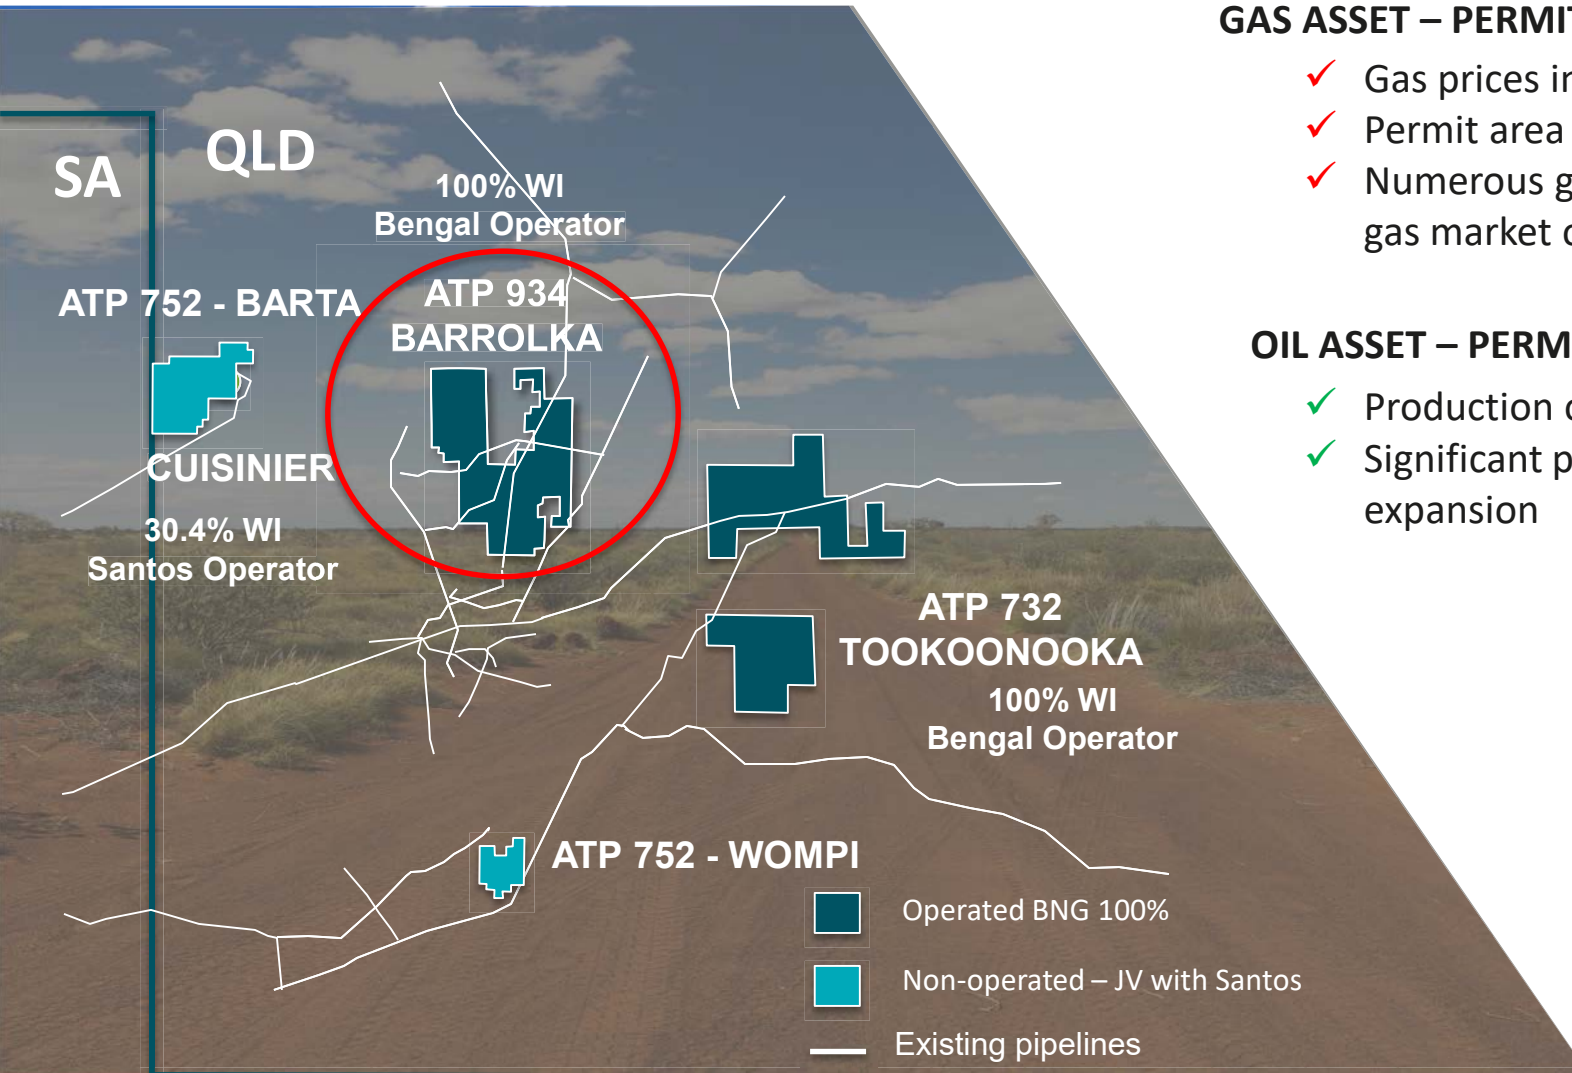 SA
QLD
100% WI
Bengal Operator
ATP 752 - BARTA
ATP 934
BARROLKA
CUISINIER
30.4% WI
Santos Operator
ATP 732
TOOKOONOOKA
100% WI
Bengal Operator
ATP 752 - WOMPI
Operated BNG 100%
Non-operated – JV with Santos
Existing pipelines
GAS ASSET – PERMIT
Gas prices
Permit area
Numerous
gas market
OIL ASSET –
Production
Significant
expansion